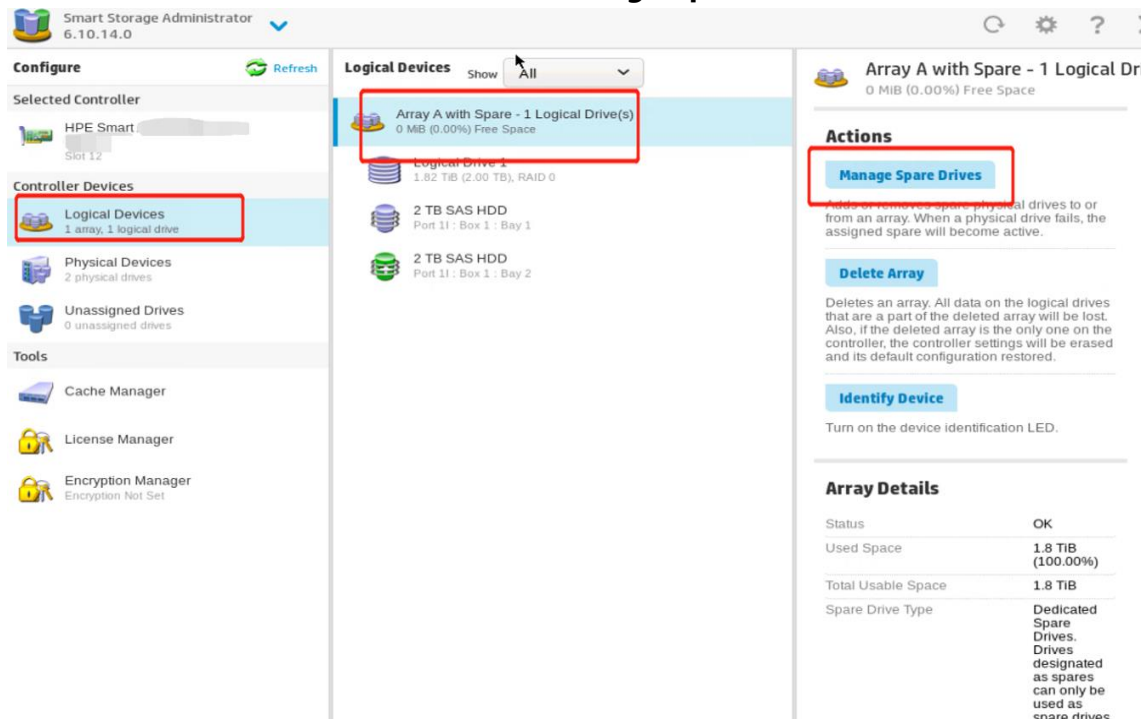 Smart Storage Administrator
6.10.14.0
Configure
Refresh
Selected Controller
HPE Smart
Slot 12
Controller Devices
Logical Devices
1 array, 1 logical drive
Physical Devices
2 physical drives
Unassigned Drives
0 unassigned drives
Tools
Cache Manager
License Manager
Encryption Manager
Encryption Not Set
Logical Devices
Show
All
Array A with Spare - 1 Logical Drive(s)
0 MiB (0.00%) Free Space
Logical Drive 1
1.82 TiB (2.00 TB), RAID 0
2 TB SAS HDD
Port 1I : Box 1 : Bay 1
2 TB SAS HDD
Port 1I : Box 1 : Bay 2
Array A with Spare - 1 Logical Dri
0 MiB (0.00%) Free Space
Actions
Manage Spare Drives
Adds or removes spare physical drives to or
from an array. When a physical drive fails, the
assigned spare will become active.
Delete Array
Deletes an array. All data on the logical drives
that are a part of the deleted array will be lost.
Also, if the deleted array is the only one on the
controller, the controller settings will be erased
and its default configuration restored.
Identify Device
Turn on the device identification LED.
Array Details
Status OK
Used Space 1.8 TiB
(100.00%)
Total Usable Space 1.8 TiB
Spare Drive Type Dedicated
Spare
Drives.
Drives
designated
as spares
can only be
used as
spare drives